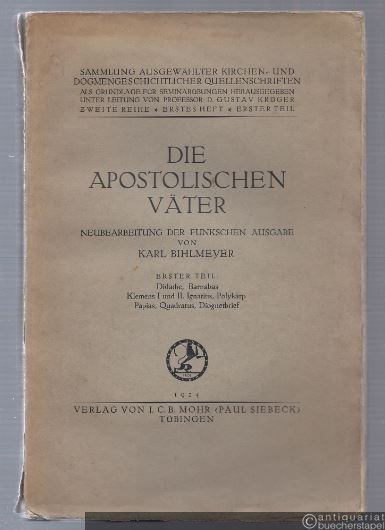 SAMMLUNG AUSGEWÄHLTER KIRCHEN- UND
DOGMENGESCHICHTLICHER QUELLENSCHRIFTEN
ALS GRUNDLAGE FÜR SEMINARÜBUNGEN HERAUSGEGEBEN
UNTER LEITUNG VON PROFESSOR D. GUSTAV KRÜGER
ZWEITE REIHE * ERSTES HEFT * ERSTER TEIL
DIE
APOSTOLISCHEN
VÄTER
NEUBEARBEITUNG DER FUNKSCHEN AUSGABE
VON
KARL BIHLMEYER
ERSTER TEIL:
Didache, Barnabas
Klemens I und II, Ignatius, Polykarp
Papias, Quadratus, Diognetbrief
1924
VERLAG VON J. C. B. MOHR (PAUL SIEBECK)
TÜBINGEN
antiquariat
buecherstapel